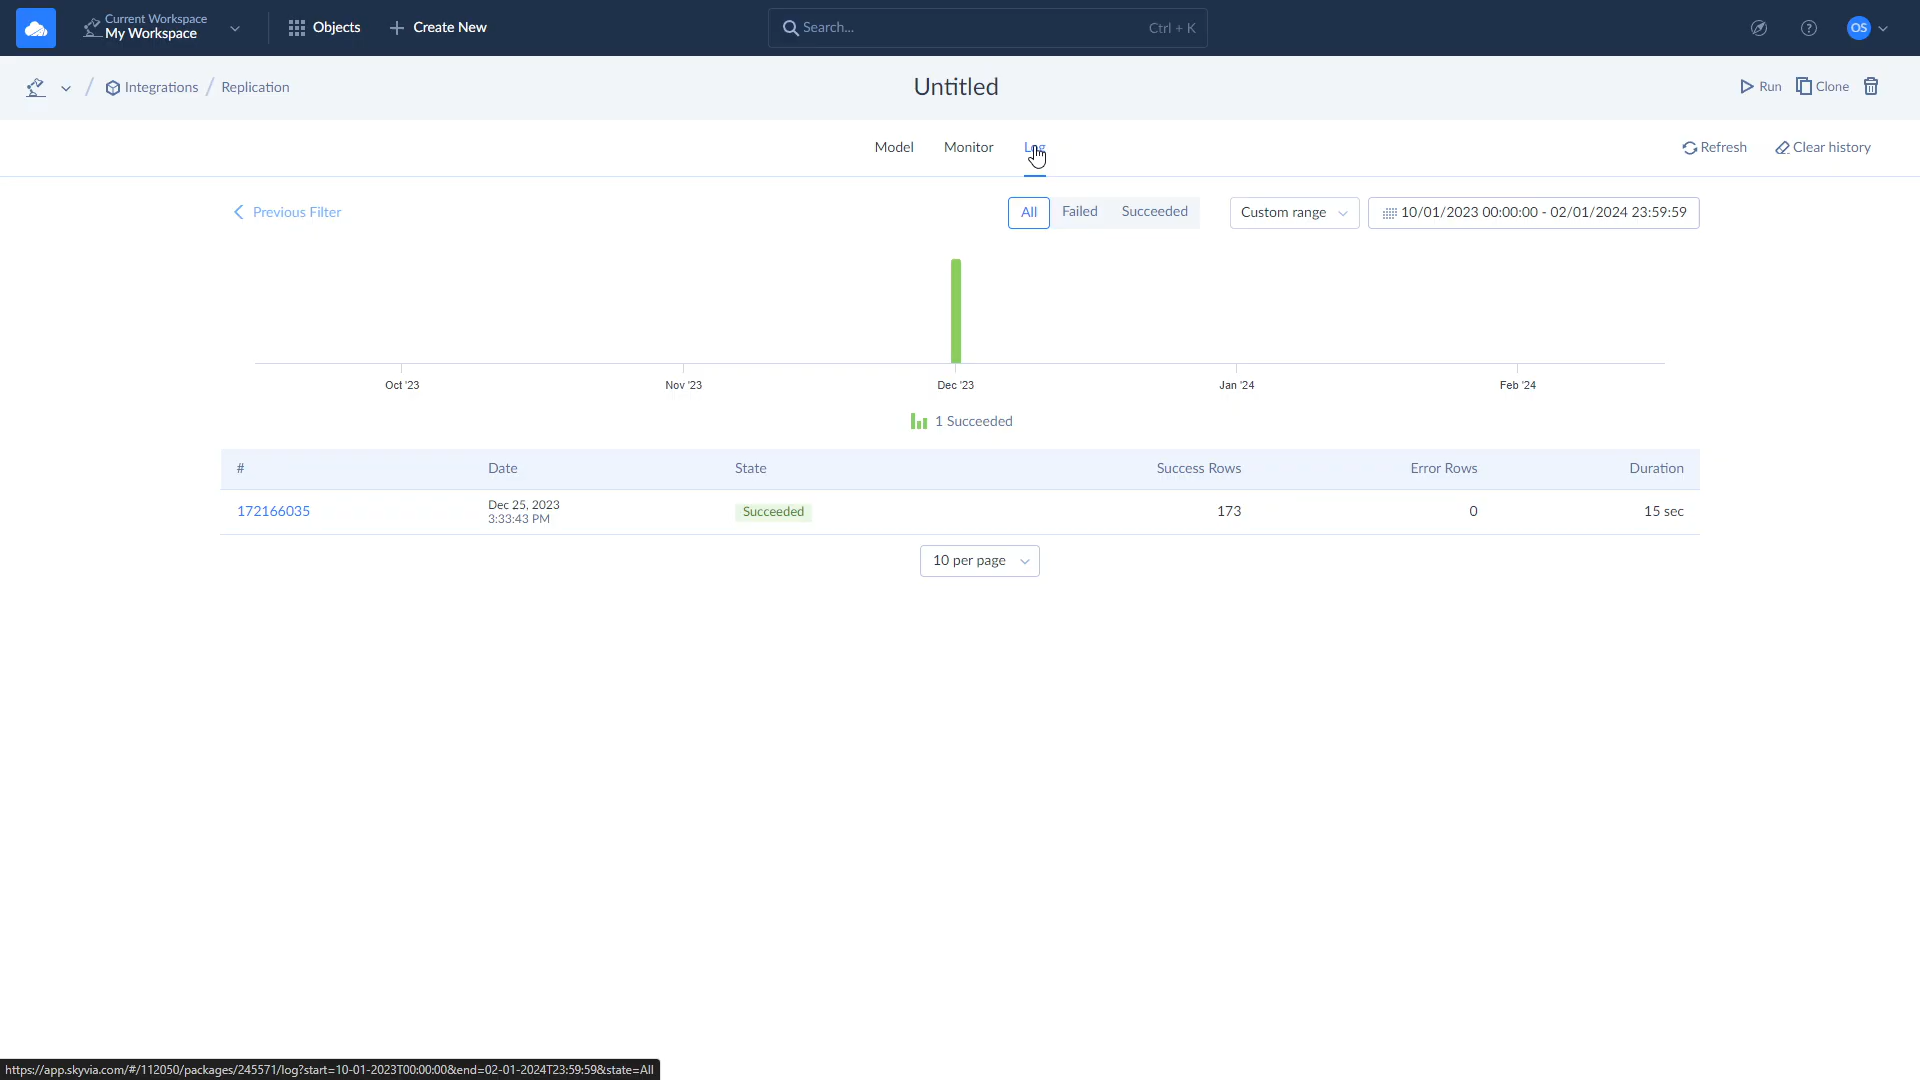 Current Workspace
My Workspace
Objects
Create New
Search...
Ctrl + K
OS
/ Integrations / Replication
Untitled
Run
Clone
Model
Monitor
Log
Refresh
Clear history
Previous Filter
All
Failed
Succeeded
Custom range
10/01/2023 00:00:00 - 02/01/2024 23:59:59
Oct '23
Nov '23
Dec '23
Jan '24
Feb '24
1 Succeeded
# Date State Success Rows Error Rows Duration
172166035
Dec 25, 2023
3:33:43 PM
Succeeded
173
0
15 sec
10 per page
https://app.skyvia.com/#/112050/packages/245571/log?start=10-01-2023T00:00:00&end=02-01-2024T23:59:59&state=All